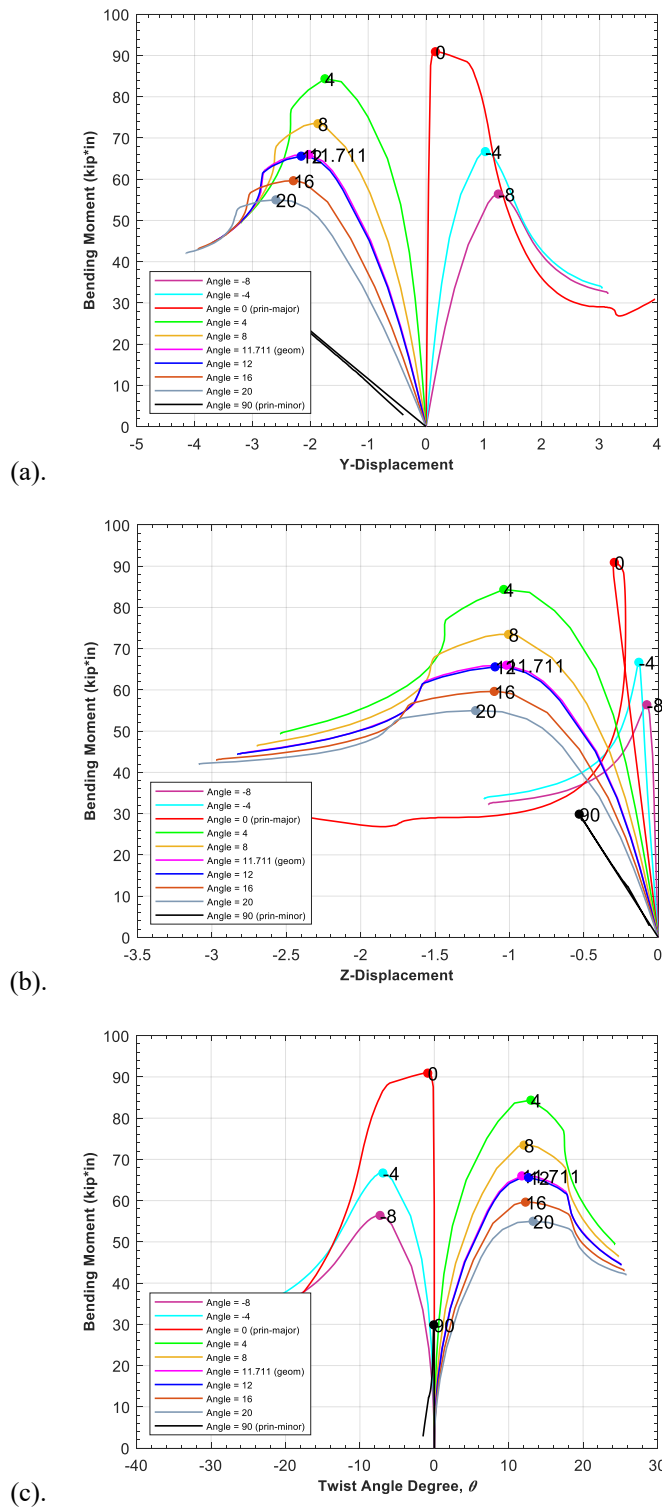 100
90
80
70
60
50
40
30
20
10
0
Bending Moment (kip*in)
0
4
8
12
11.711
16
20
-4
-8
Angle = -8
Angle = -4
Angle = 0 (prin-major)
Angle = 4
Angle = 8
Angle = 11.711 (geom)
Angle = 12
Angle = 16
Angle = 20
Angle = 90 (prin-minor)
-5 -4 -3 -2 -1 0 1 2 3 4
Y-Displacement
(a).
100
90
80
70
60
50
40
30
20
10
0
Bending Moment (kip*in)
0
4
8
12
11.711
16
20
-4
-8
90
Angle = -8
Angle = -4
Angle = 0 (prin-major)
Angle = 4
Angle = 8
Angle = 11.711 (geom)
Angle = 12
Angle = 16
Angle = 20
Angle = 90 (prin-minor)
-3.5 -3 -2.5 -2 -1.5 -1 -0.5 0
Z-Displacement
(b).
100
90
80
70
60
50
40
30
20
10
0
Bending Moment (kip*in)
0
4
-4
8
11.711
12
16
-8
20
90
Angle = -8
Angle = -4
Angle = 0 (prin-major)
Angle = 4
Angle = 8
Angle = 11.711 (geom)
Angle = 12
Angle = 16
Angle = 20
Angle = 90 (prin-minor)
-40 -30 -20 -10 0 10 20 30
Twist Angle Degree, θ
(c).